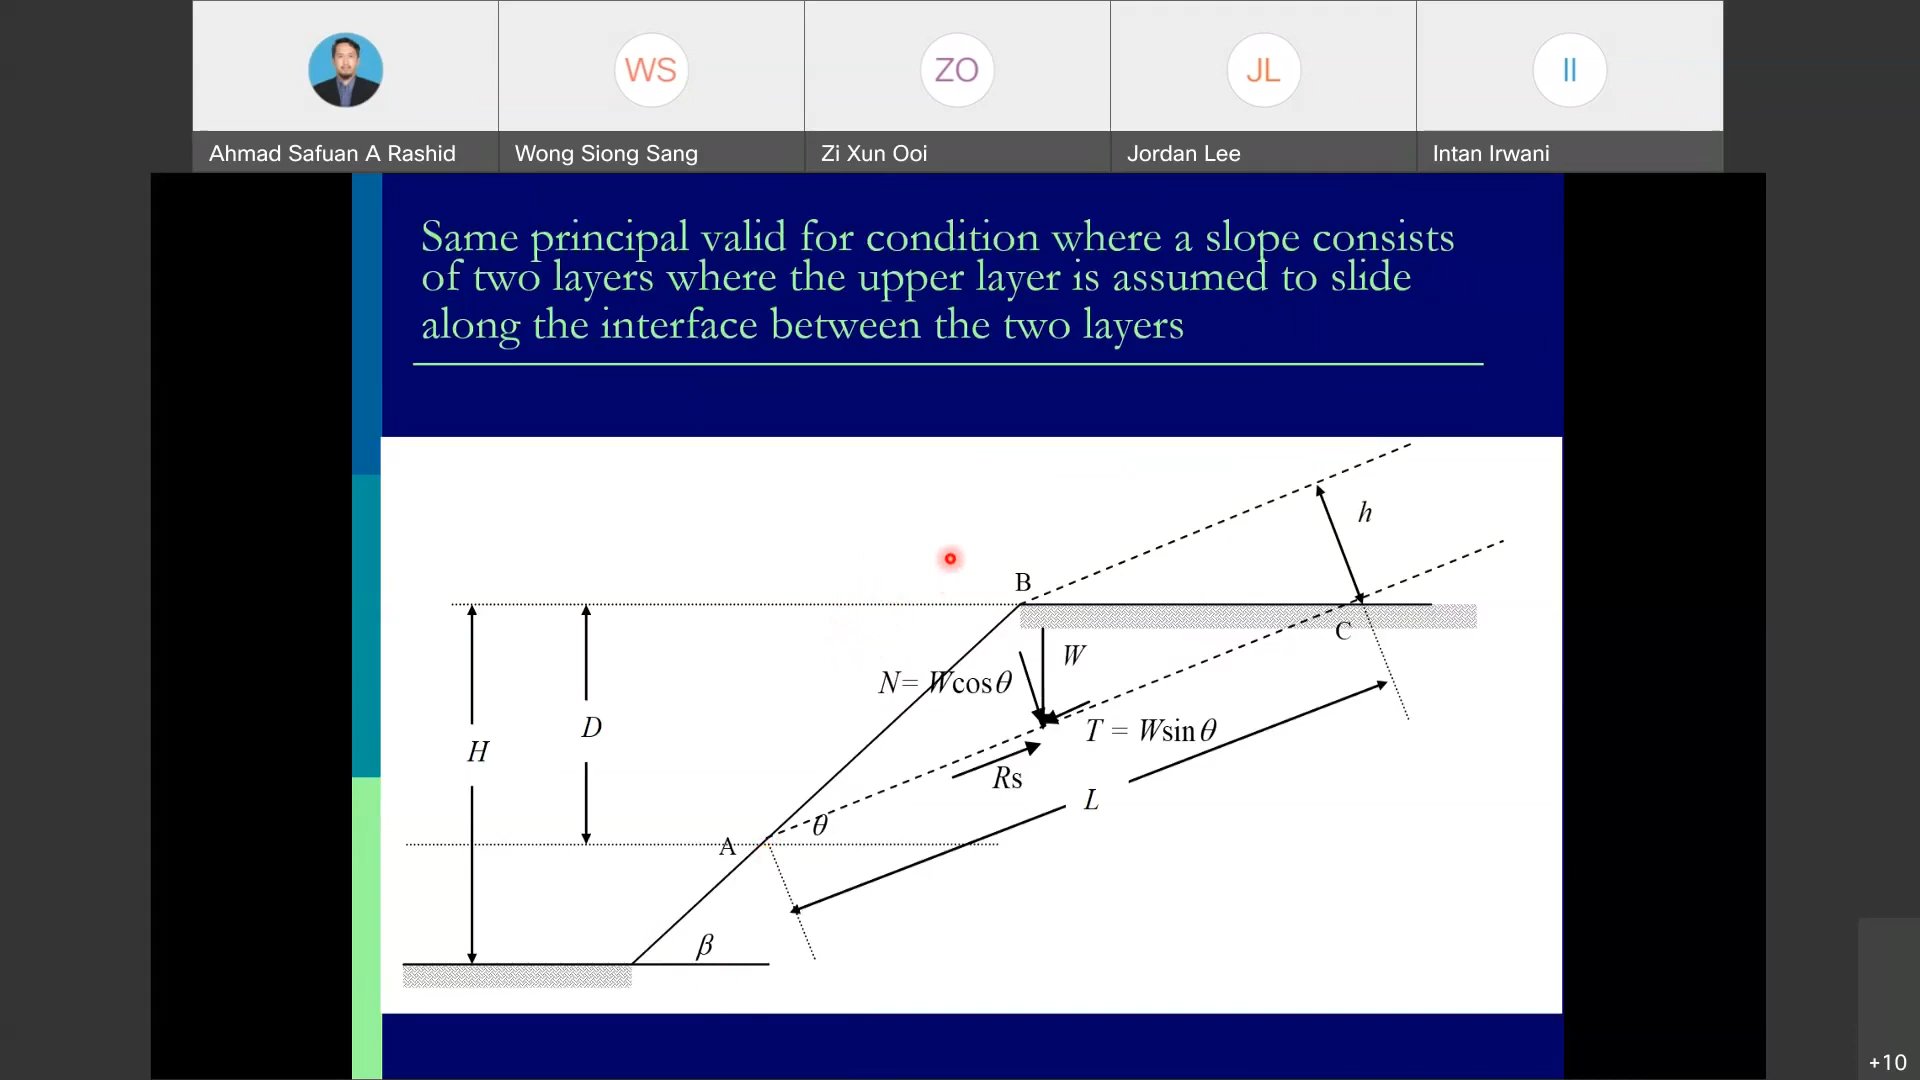 WS
ZO
JL
II
Ahmad Safuan A Rashid
Wong Siong Sang
Zi Xun Ooi
Jordan Lee
Intan Irwani
Same principal valid for condition where a slope consists
of two layers where the upper layer is assumed to slide
along the interface between the two layers
h
B
C
W
N= Wcosθ
D
T = Wsinθ
H
Rs
L
θ
A
β
+10